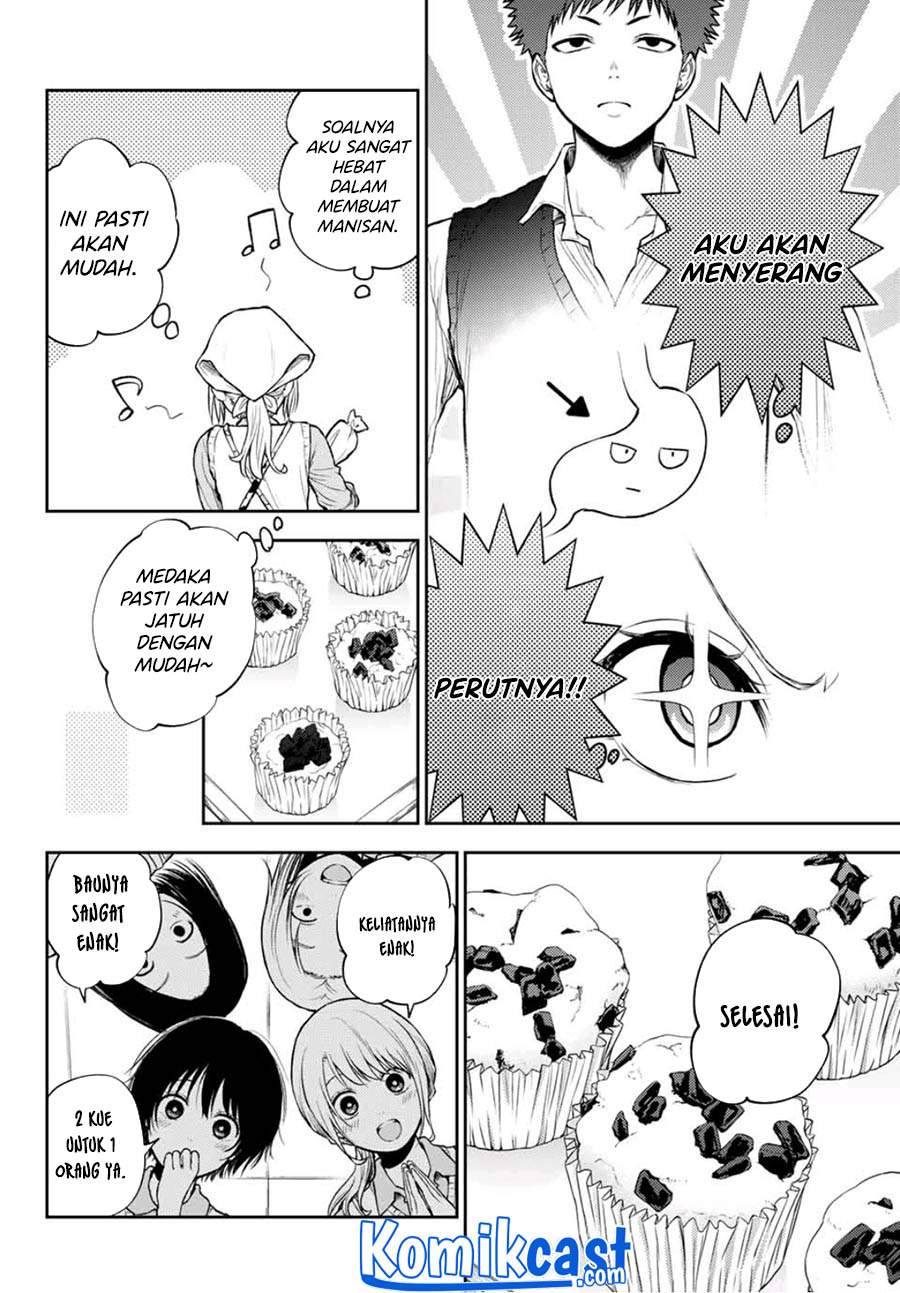 AKU AKAN
MENYERANG
PERUTNYA!!
SOALNYA
AKU SANGAT
HEBAT
DALAM
MEMBUAT
MANISAN.
INI PASTI
AKAN
MUDAH.
MEDAKA
PASTI AKAN
JATUH
DENGAN
MUDAH~
SELESAI!
KELIATANNYA
ENAK!
BAUNYA
SANGAT
ENAK!
2 KUE
UNTUK 1
ORANG YA.
Komikcast
.com